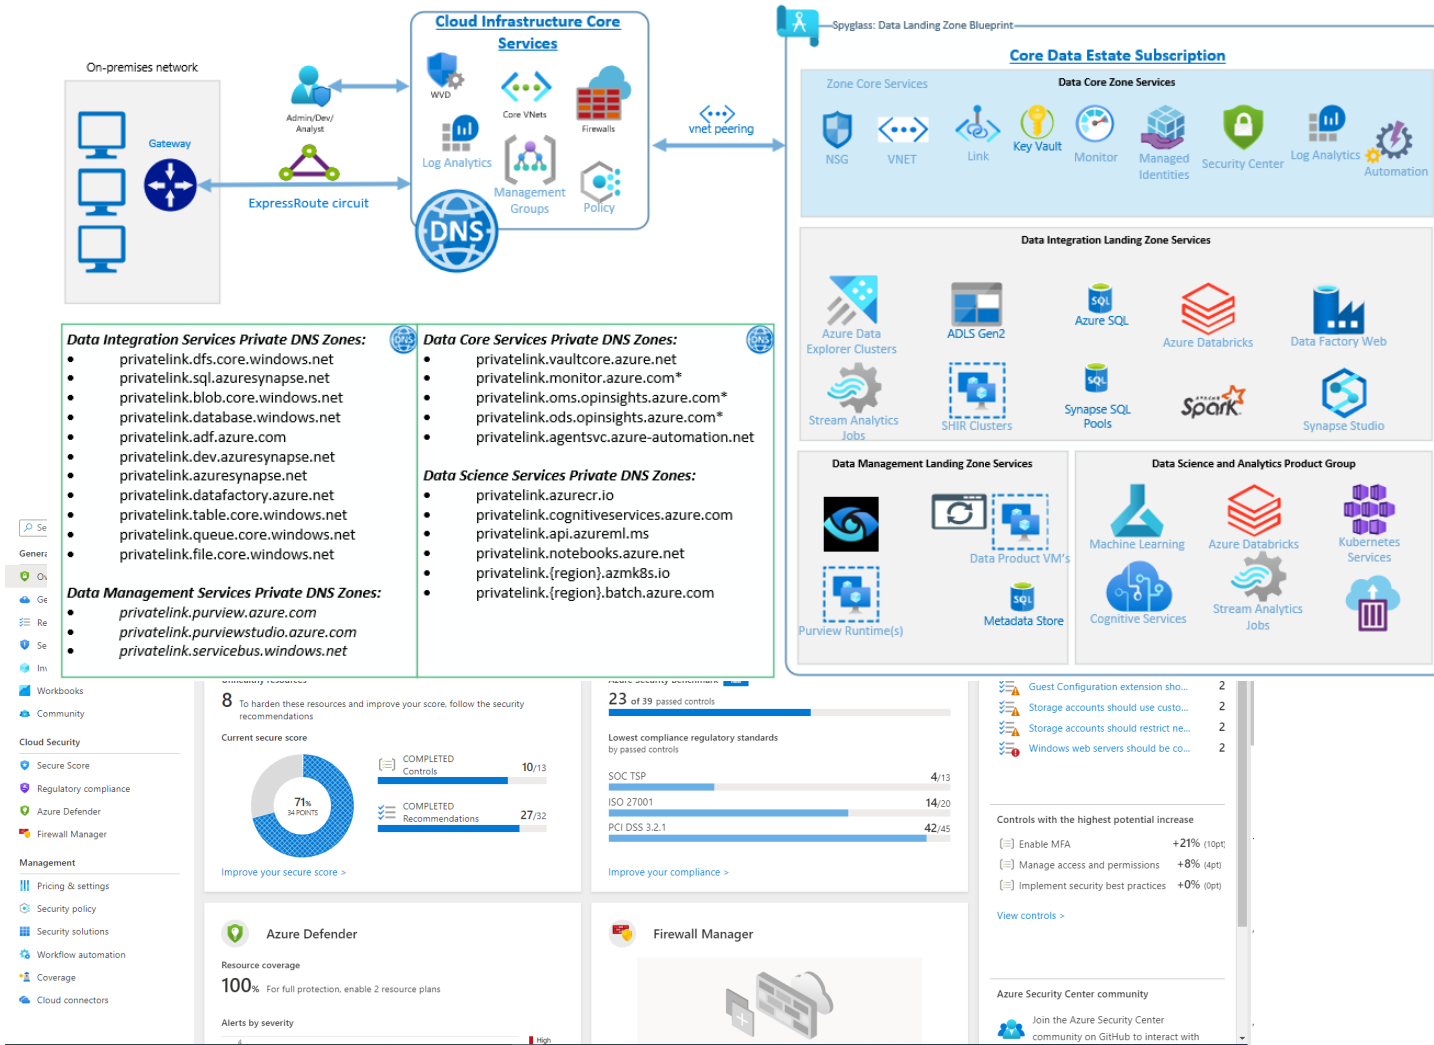 On-premises network
Gateway
Admin/Dev/
Analyst
ExpressRoute circuit
Cloud Infrastructure Core
Services
WVD
Core VNets
Firewalls
Log Analytics
Management
Groups
Policy
DNS
vnet peering
Spyglass: Data Landing Zone Blueprint
Core Data Estate Subscription
Zone Core Services
Data Core Zone Services
NSG
VNET
Link
Key Vault
Monitor
Managed
Identities
Security Center
Log Analytics
Automation
Data Integration Landing Zone Services
Azure Data
Explorer Clusters
ADLS Gen2
SQL
Azure SQL
Azure Databricks
Data Factory Web
Stream Analytics
Jobs
SHIR Clusters
SQL
Synapse SQL
Pools
APACHE
Spark
Synapse Studio
Data Management Landing Zone Services
Data Product VM's
Purview Runtime(s)
SQL
Metadata Store
Data Science and Analytics Product Group
Machine Learning
Azure Databricks
Kubernetes
Services
Cognitive Services
Stream Analytics
Jobs
Data Integration Services Private DNS Zones:
DNS
• privatelink.dfs.core.windows.net
• privatelink.sql.azuresynapse.net
• privatelink.blob.core.windows.net
• privatelink.database.windows.net
• privatelink.adf.azure.com
• privatelink.dev.azuresynapse.net
• privatelink.azuresynapse.net
• privatelink.datafactory.azure.net
• privatelink.table.core.windows.net
• privatelink.queue.core.windows.net
• privatelink.file.core.windows.net
Data Management Services Private DNS Zones:
• privatelink.purview.azure.com
• privatelink.purviewstudio.azure.com
• privatelink.servicebus.windows.net
Data Core Services Private DNS Zones:
DNS
• privatelink.vaultcore.azure.net
• privatelink.monitor.azure.com*
• privatelink.oms.opinsights.azure.com*
• privatelink.ods.opinsights.azure.com*
• privatelink.agentsvc.azure-automation.net
Data Science Services Private DNS Zones:
• privatelink.azurecr.io
• privatelink.cognitiveservices.azure.com
• privatelink.api.azureml.ms
• privatelink.notebooks.azure.net
• privatelink.{region}.azmk8s.io
• privatelink.{region}.batch.azure.com
Se
Genera
Ov
Ge
Re
Se
Inv
Workbooks
Community
Cloud Security
Secure Score
Regulatory compliance
Azure Defender
Firewall Manager
Management
Pricing & settings
Security policy
Security solutions
Workflow automation
Coverage
Cloud connectors
Unhealthy resources
8 To harden these resources and improve your score, follow the security
recommendations
Current secure score
71%
34 POINTS
COMPLETED
Controls
10/13
COMPLETED
Recommendations
27/32
Improve your secure score >
Azure Security Benchmark
23 of 39 passed controls
Lowest compliance regulatory standards
by passed controls
SOC TSP 4/13
ISO 27001 14/20
PCI DSS 3.2.1 42/45
Improve your compliance >
Guest Configuration extension sho... 2
Storage accounts should use custo... 2
Storage accounts should restrict ne... 2
Windows web servers should be co... 2
Controls with the highest potential increase
Enable MFA +21% (10pt)
Manage access and permissions +8% (4pt)
Implement security best practices +0% (0pt)
View controls >
Azure Defender
Resource coverage
100% For full protection, enable 2 resource plans
Alerts by severity
High
Firewall Manager
Azure Security Center community
Join the Azure Security Center
community on GitHub to interact with